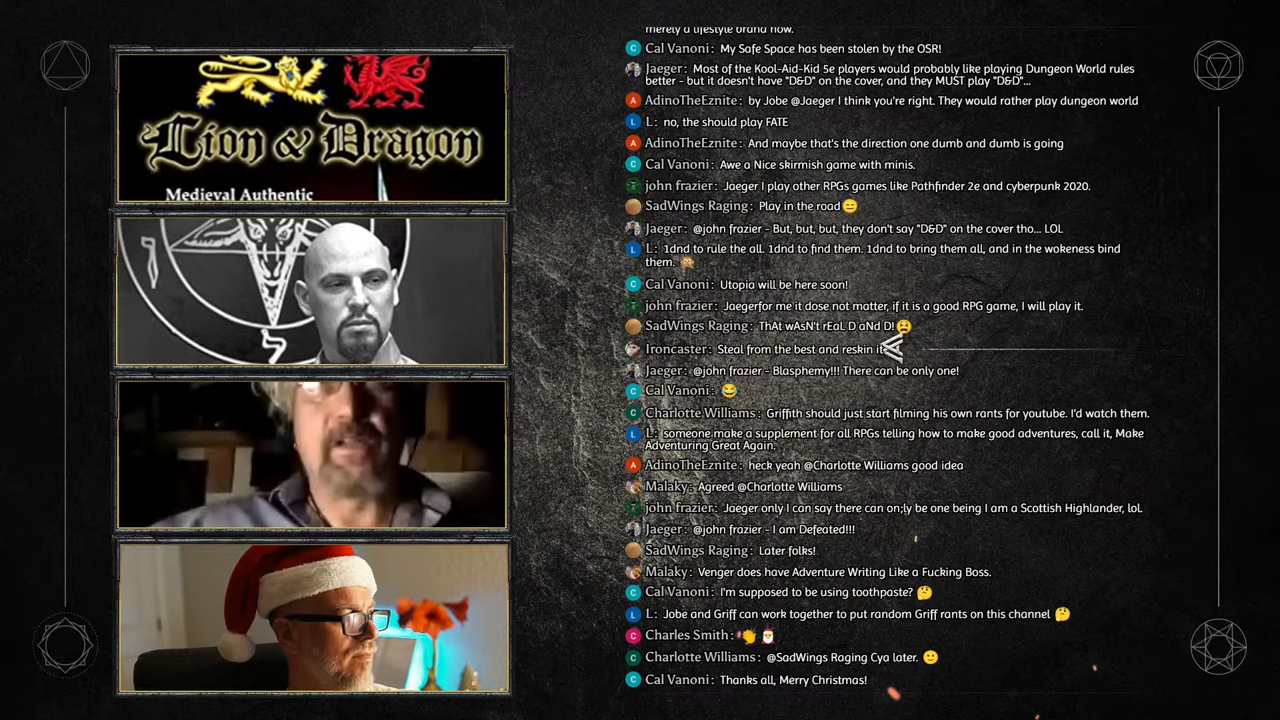 Lion & Dragon
Medieval Authentic
merely a lifestyle brand now.
Cal Vanoni: My Safe Space has been stolen by the OSR!
Jaeger: Most of the Kool-Aid-Kid 5e players would probably like playing Dungeon World rules
better - but it doesn't have "D&D" on the cover, and they MUST play "D&D"...
AdinoTheEznite: by Jobe @Jaeger I think you're right. They would rather play dungeon world
L: no, the should play FATE
AdinoTheEznite: And maybe that's the direction one dumb and dumb is going
Cal Vanoni: Awe a Nice skirmish game with minis.
john frazier: Jaeger I play other RPGs games like Pathfinder 2e and cyberpunk 2020.
SadWings Raging: Play in the road😑
Jaeger: @john frazier - But, but, but, they don't say "D&D" on the cover tho... LOL
L: 1dnd to rule the all. 1dnd to find them. 1dnd to bring them all, and in the wokeness bind
them. 🙊
Cal Vanoni: Utopia will be here soon!
john frazier: Jaegerfor me it dose not matter, if it is a good RPG game, I will play it.
SadWings Raging: ThAt wAsN't rEaL D aNd D!😫
Ironcaster: Steal from the best and reskin it
Jaeger: @john frazier - Blasphemy!!! There can be only one!
Cal Vanoni: 😂
Charlotte Williams: Griffith should just start filming his own rants for youtube. I'd watch them.
L: someone make a supplement for all RPGs telling how to make good adventures, call it, Make
Adventuring Great Again.
AdinoTheEznite: heck yeah @Charlotte Williams good idea
Malaky: Agreed @Charlotte Williams
john frazier: Jaeger only I can say there can on;ly be one being I am a Scottish Highlander, lol.
Jaeger: @john frazier - I am Defeated!!!
SadWings Raging: Later folks!
Malaky: Venger does have Adventure Writing Like a Fucking Boss.
Cal Vanoni: I'm supposed to be using toothpaste? 🤔
L: Jobe and Griff can work together to put random Griff rants on this channel 🤔
Charles Smith: 👏🎅
Charlotte Williams: @SadWings Raging Cya later. 🙂
Cal Vanoni: Thanks all, Merry Christmas!